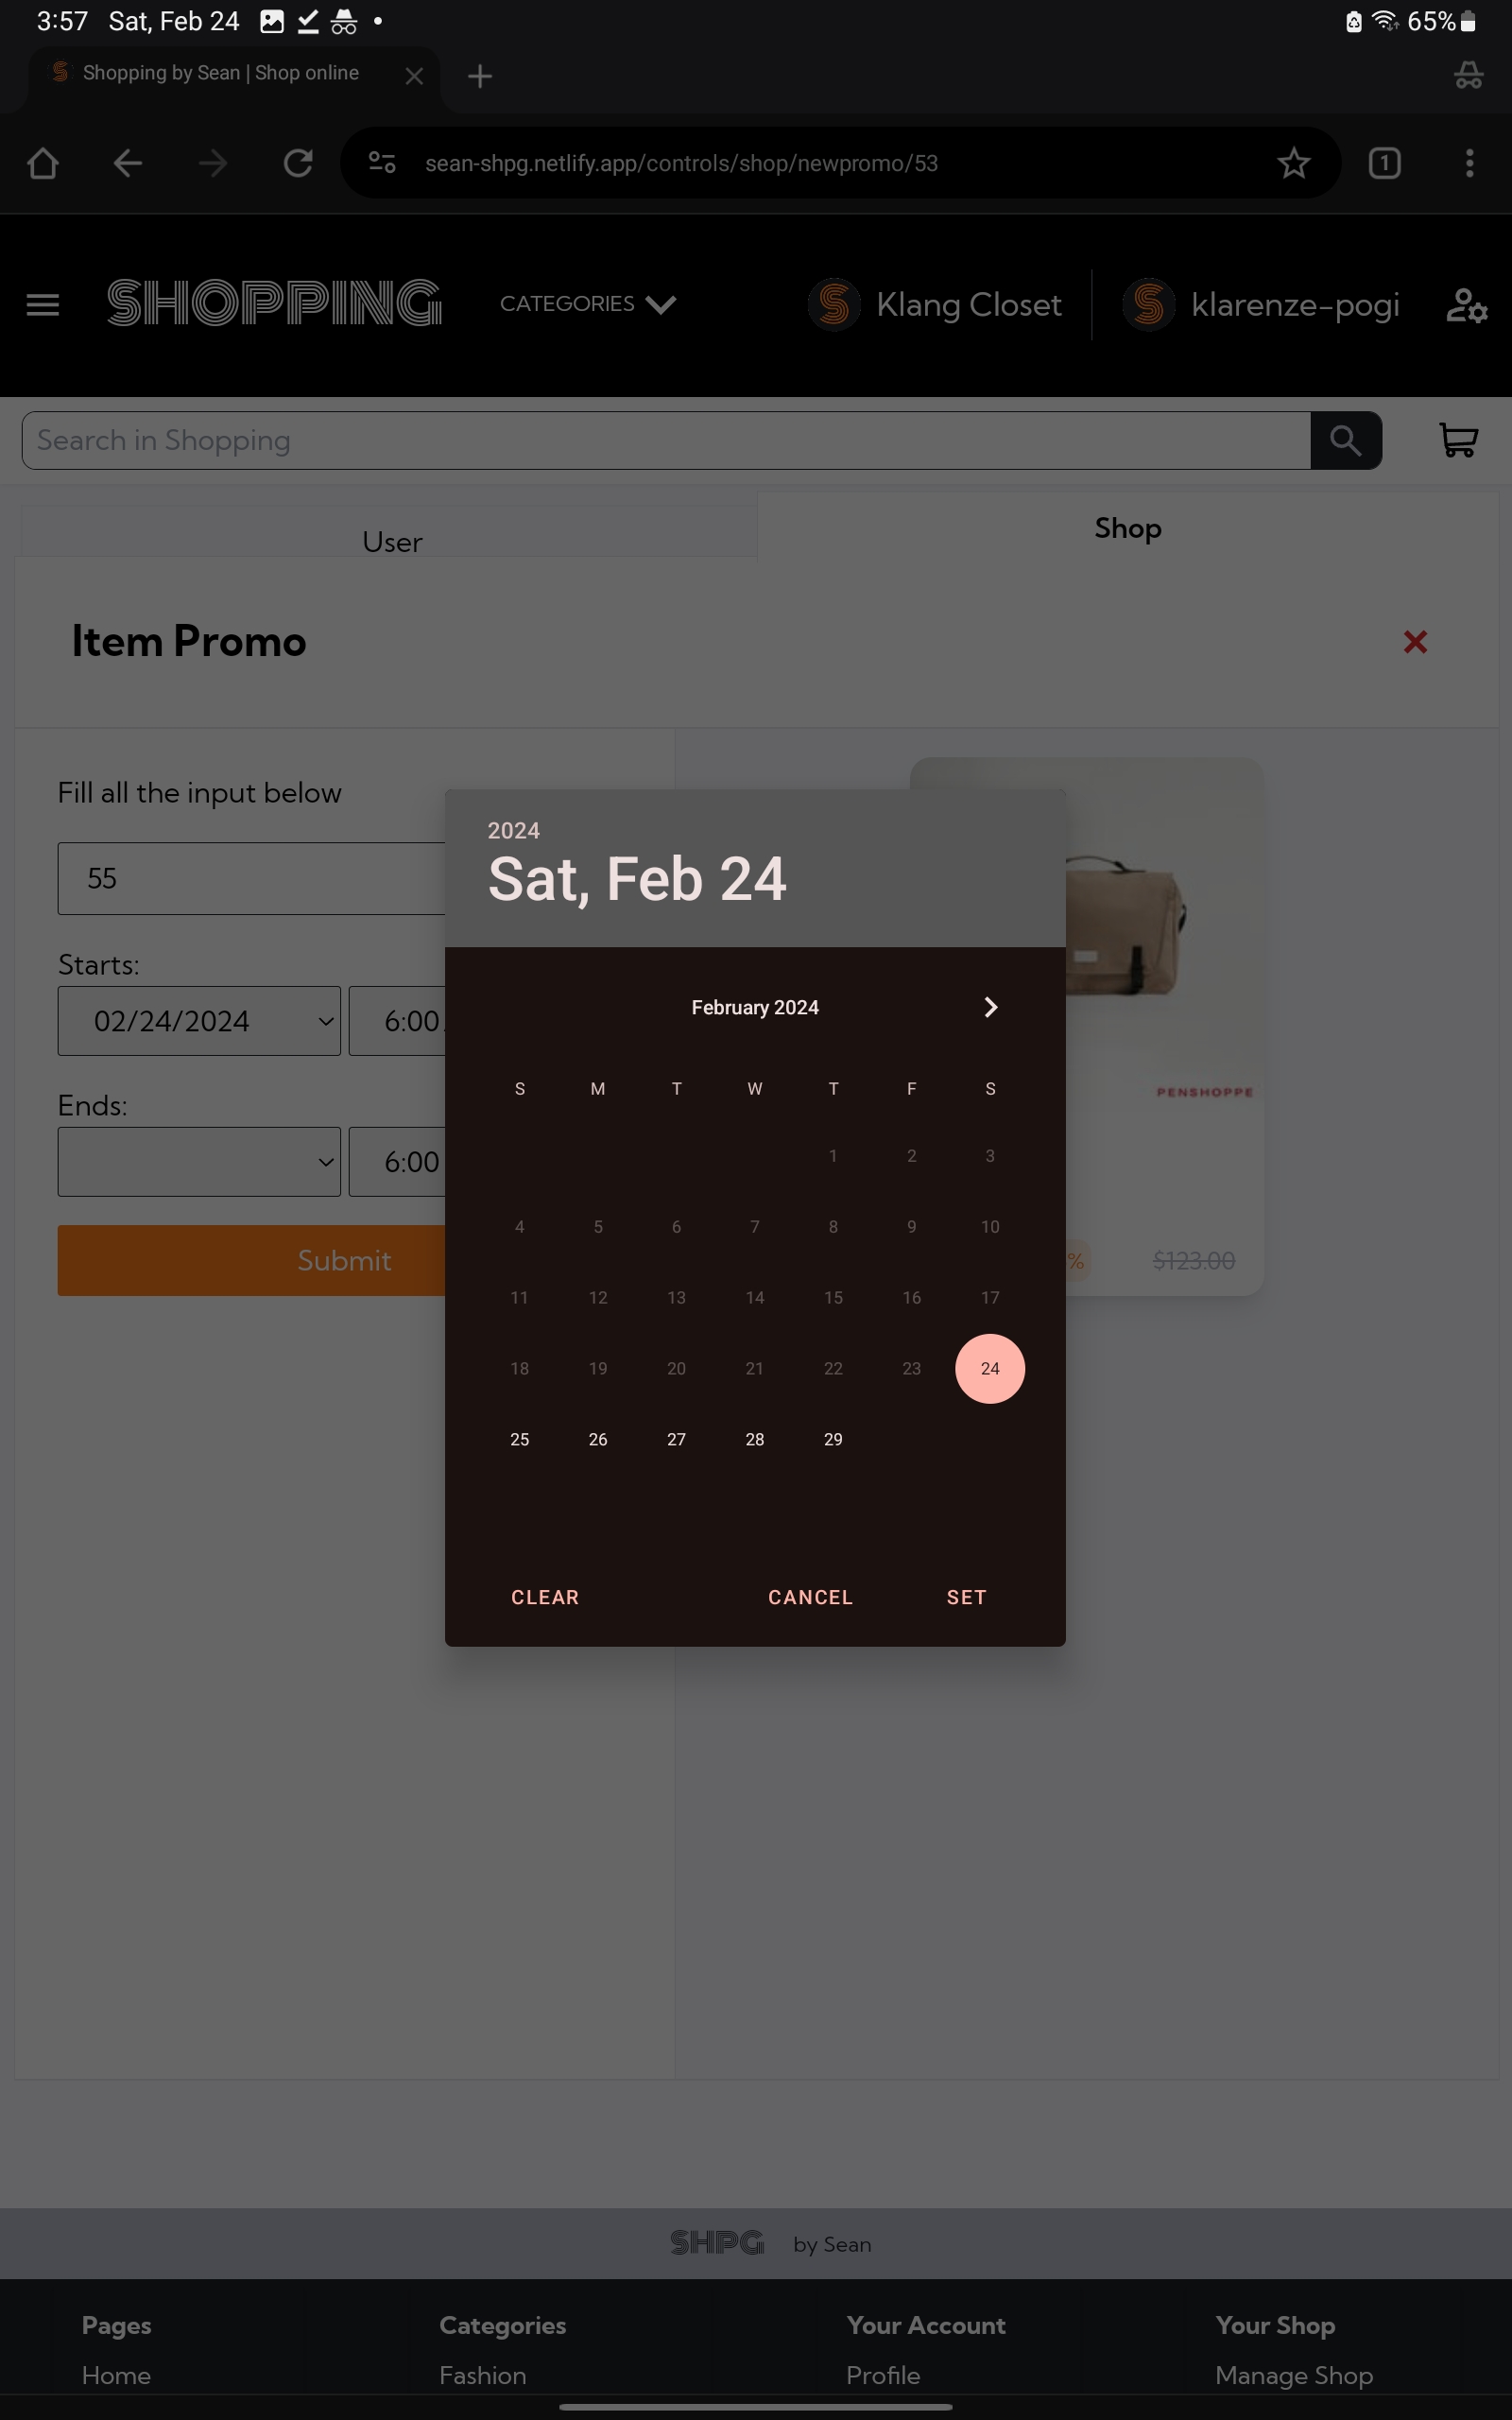 3:57 Sat, Feb 24
65%
Shopping by Sean | Shop online
sean-shpg.netlify.app/controls/shop/newpromo/53
1
SHOPPING
CATEGORIES
Klang Closet
klarenze-pogi
Search in Shopping
User
Shop
Item Promo
Fill all the input below
55
Starts:
02/24/2024
6:00
Ends:
6:00
Submit
PENSHOPPE
%
$123.00
2024
Sat, Feb 24
February 2024
S M T W T F S
1 2 3
4 5 6 7 8 9 10
11 12 13 14 15 16 17
18 19 20 21 22 23 24
25 26 27 28 29
CLEAR
CANCEL
SET
SHPG by Sean
Pages
Categories
Your Account
Your Shop
Home
Fashion
Profile
Manage Shop